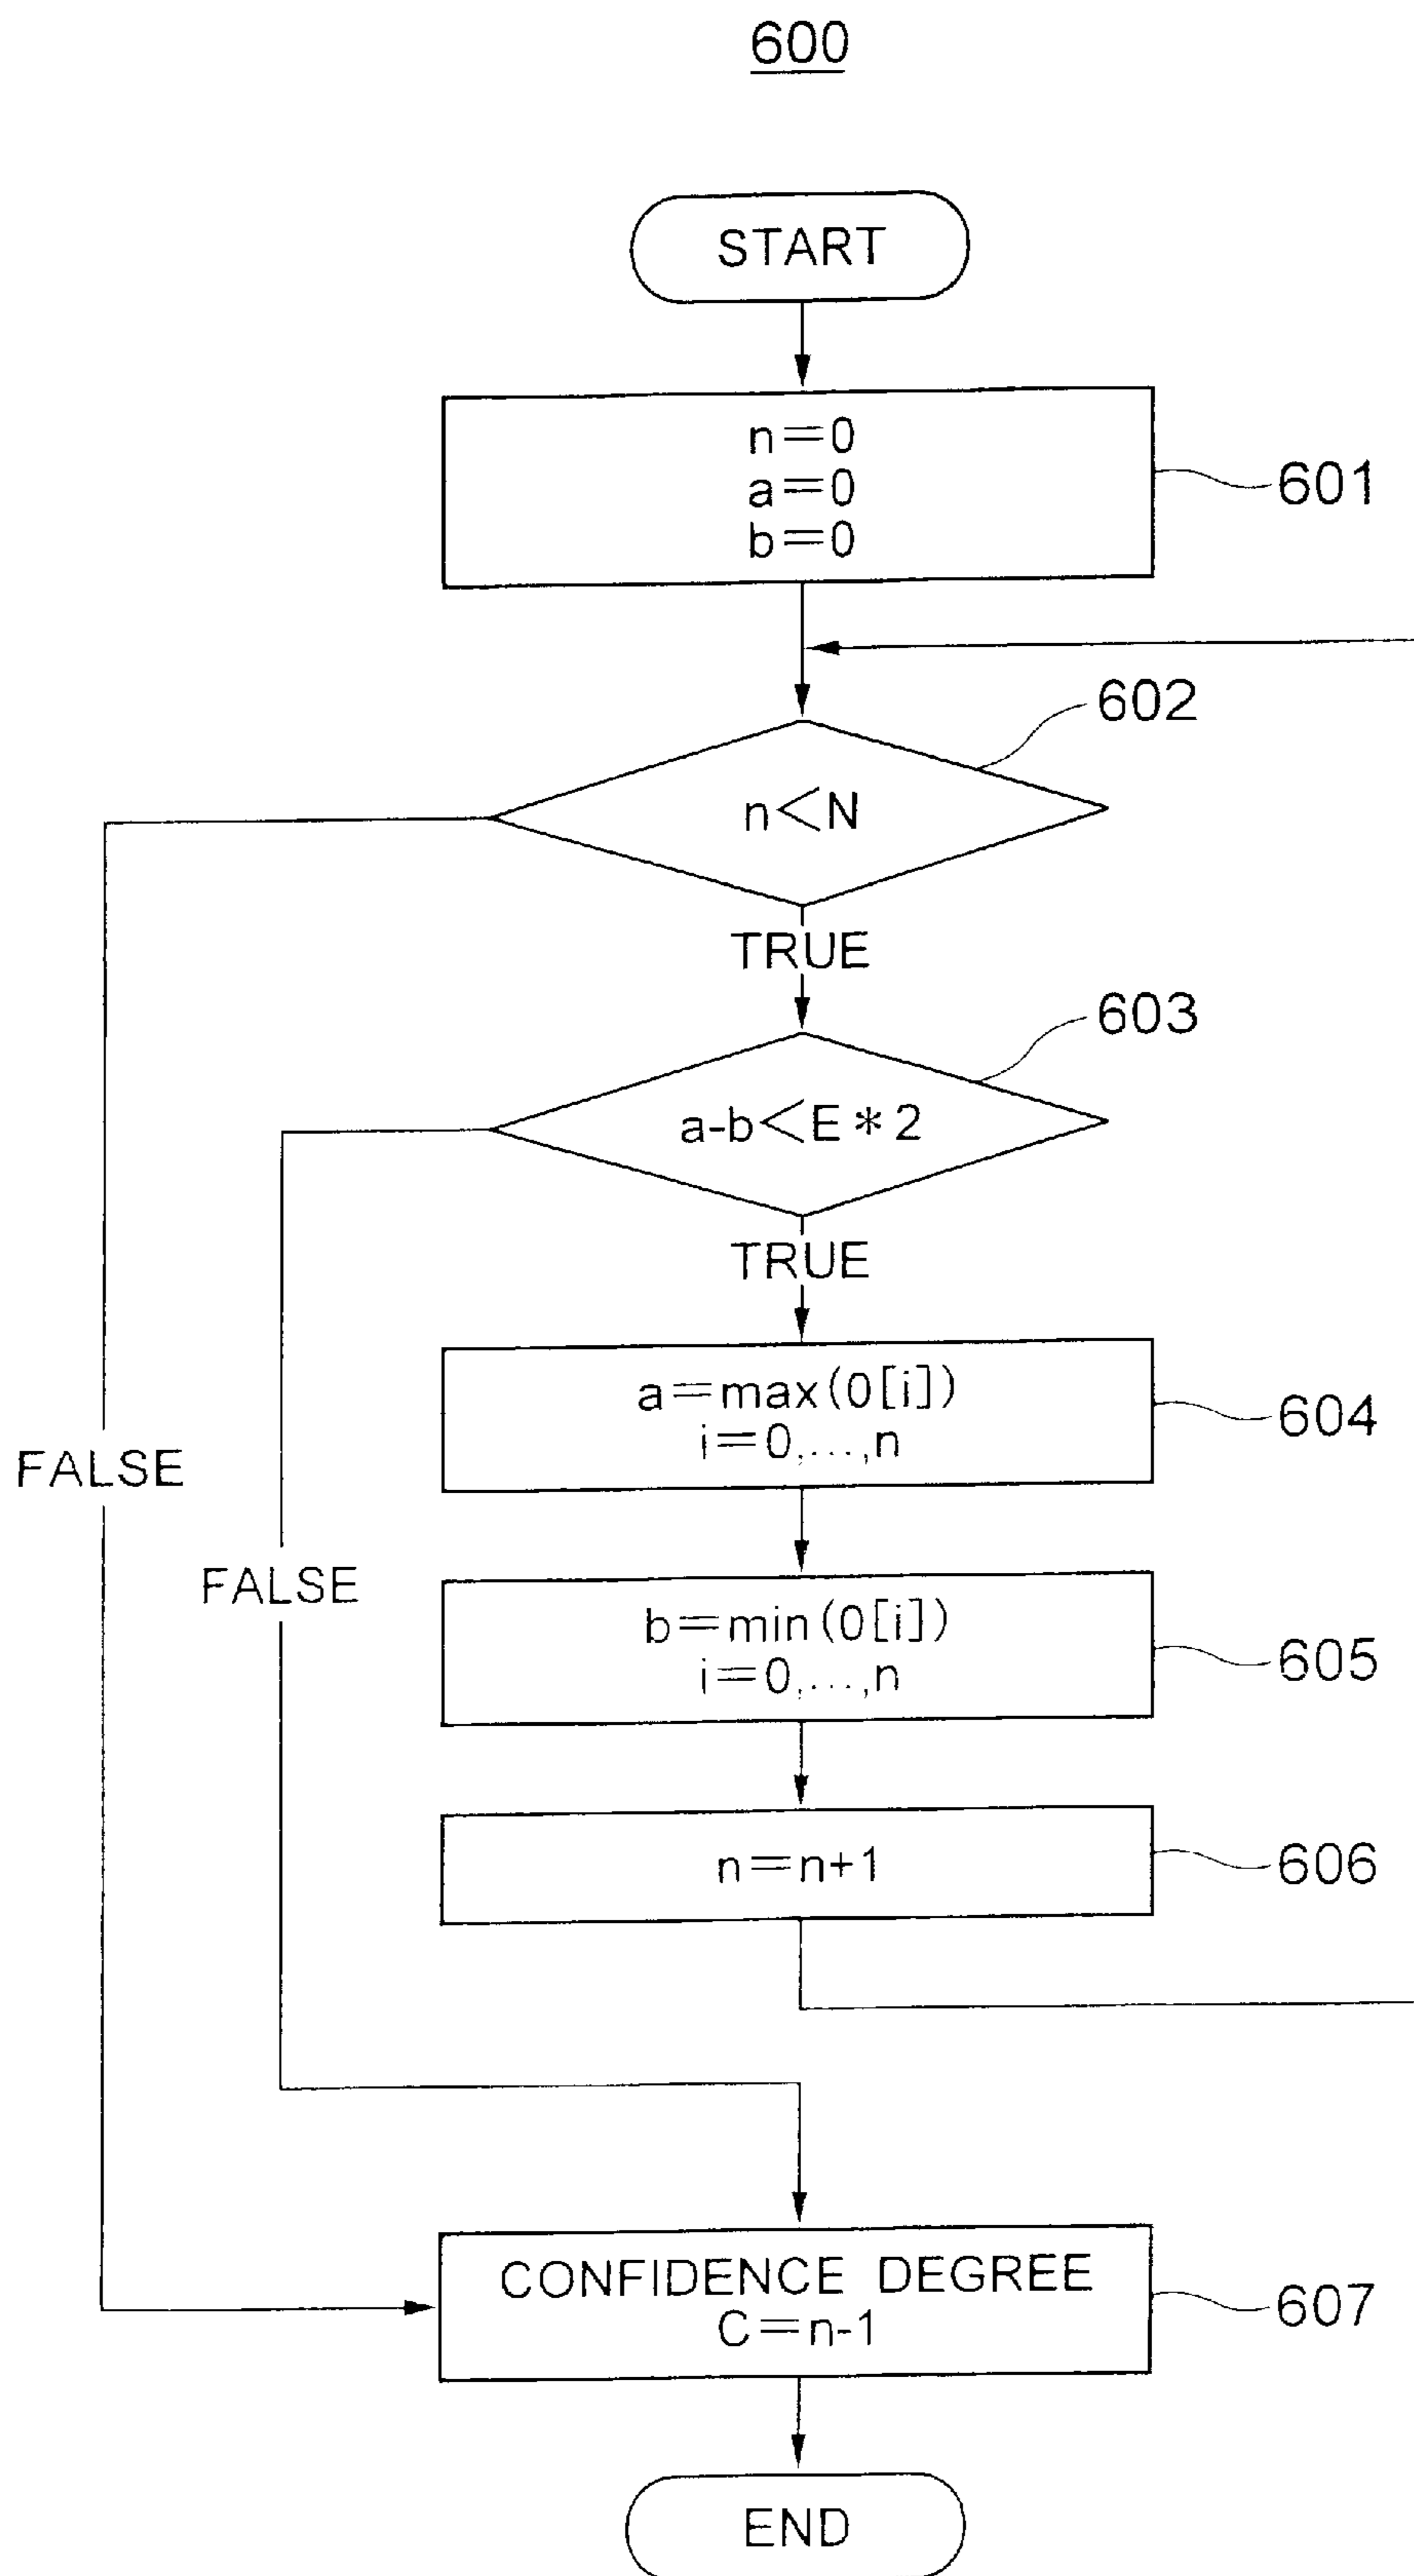 600
START
n=0
a=0
b=0
601
602
n<N
TRUE
603
a-b<E*2
TRUE
a=max(0[i])
i=0,...,n
604
FALSE
FALSE
b=min(0[i])
i=0,...,n
605
n=n+1
606
CONFIDENCE DEGREE
C=n-1
607
END